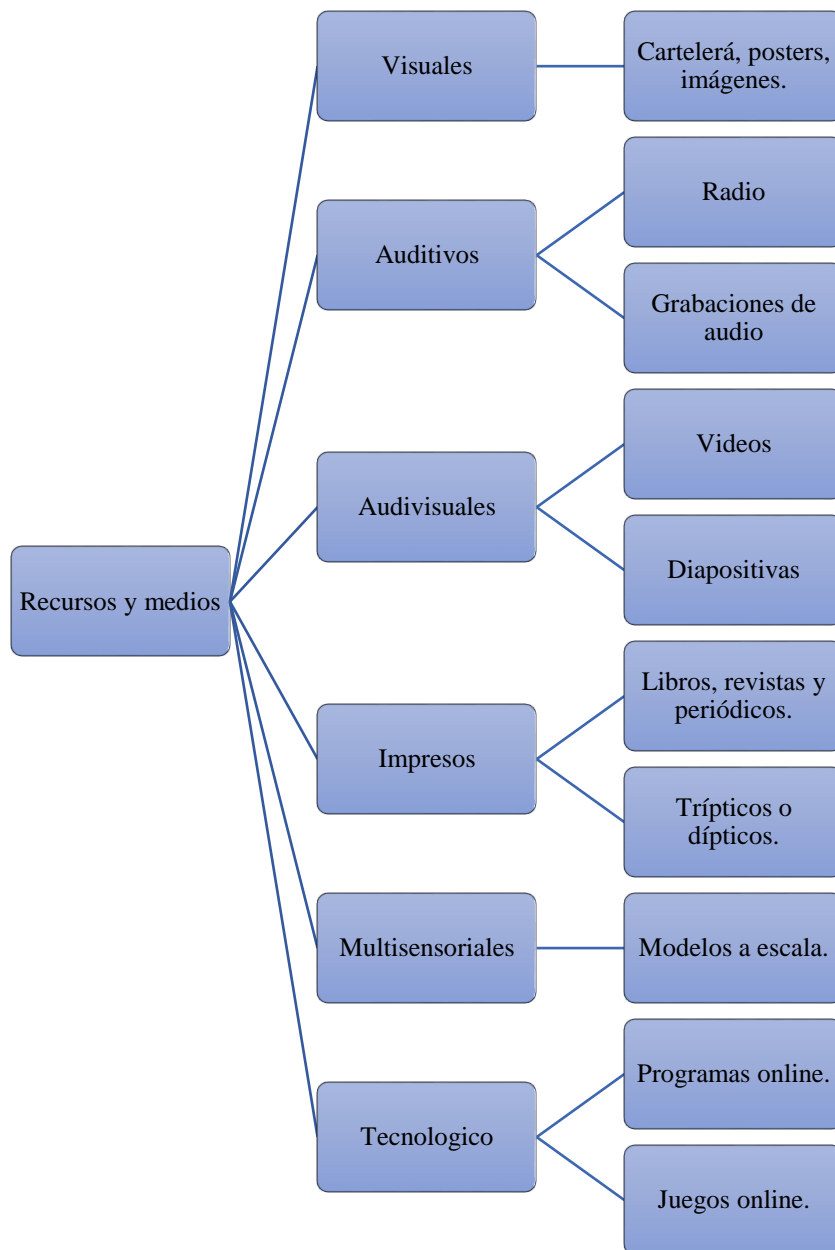 Recursos y medios
Visuales
Cartelerá, posters,
imágenes.
Auditivos
Radio
Grabaciones de
audio
Audivisuales
Videos
Diapositivas
Impresos
Libros, revistas y
periódicos.
Trípticos o
dípticos.
Multisensoriales
Modelos a escala.
Tecnologico
Programas online.
Juegos online.